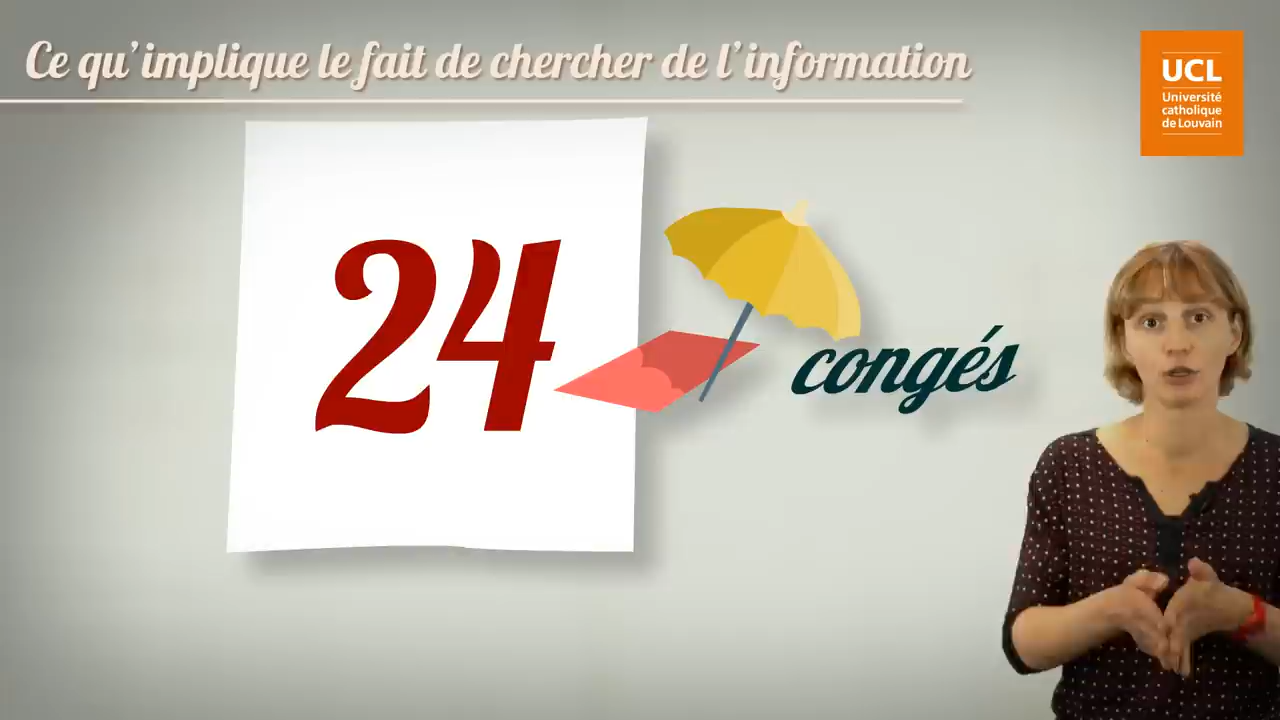 Ce qu'implique le fait de chercher de l'information
UCL
Université
catholique
de Louvain
24
congés